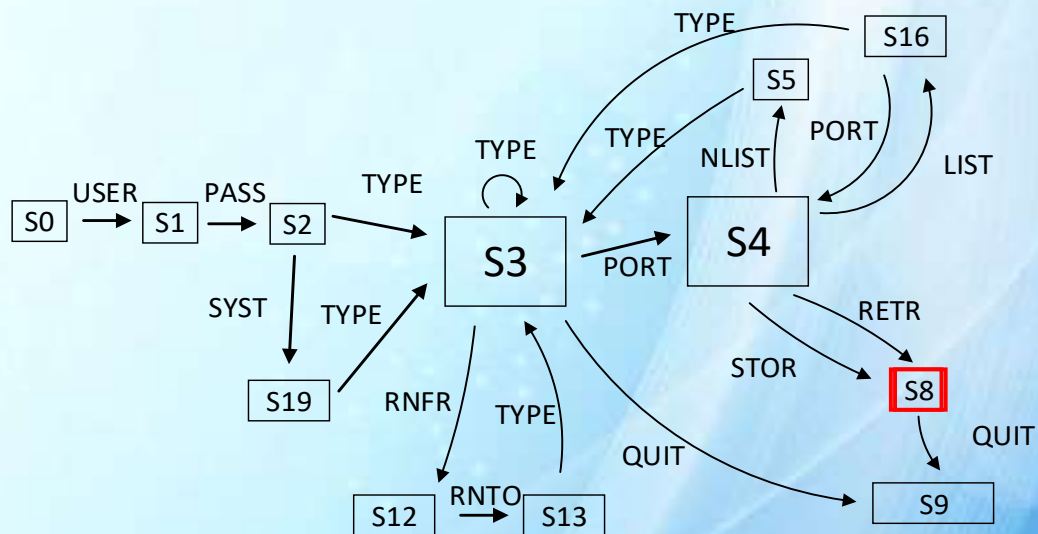 TYPE
S16
S5
TYPE
PORT
TYPE
NLIST
LIST
USER
PASS
TYPE
S0
S1
S2
S3
S4
PORT
SYST
TYPE
RETR
STOR
S19
RNFR
TYPE
S8
QUIT
QUIT
RNTO
S12
S13
S9